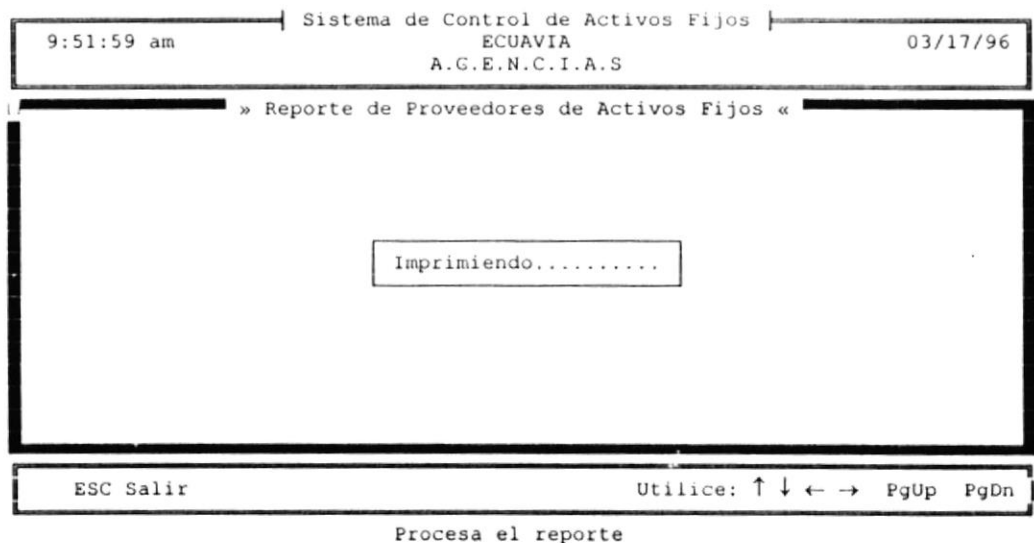 Sistema de Control de Activos Fijos
9:51:59 am ECUAVIA 03/17/96
A.G.E.N.C.I.A.S
» Reporte de Proveedores de Activos Fijos «
Imprimiendo..........
ESC Salir Utilice: ↑ ↓ ← → PgUp PgDn
Procesa el reporte